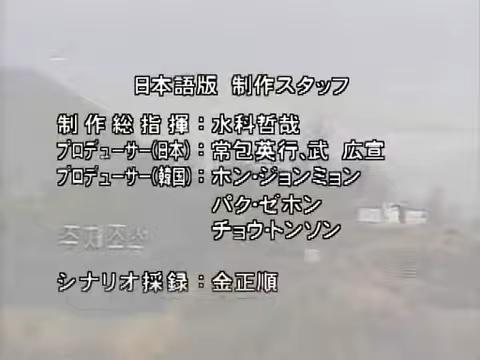 日本語版 制作スタッフ
制作総指揮：水科哲哉
プロデューサー(日本)：常包英行、武 広宣
プロデューサー(韓国)：ホン・ジョンミョン
パク・ゼホン
チョウ・トンソン
シナリオ採録：金正順